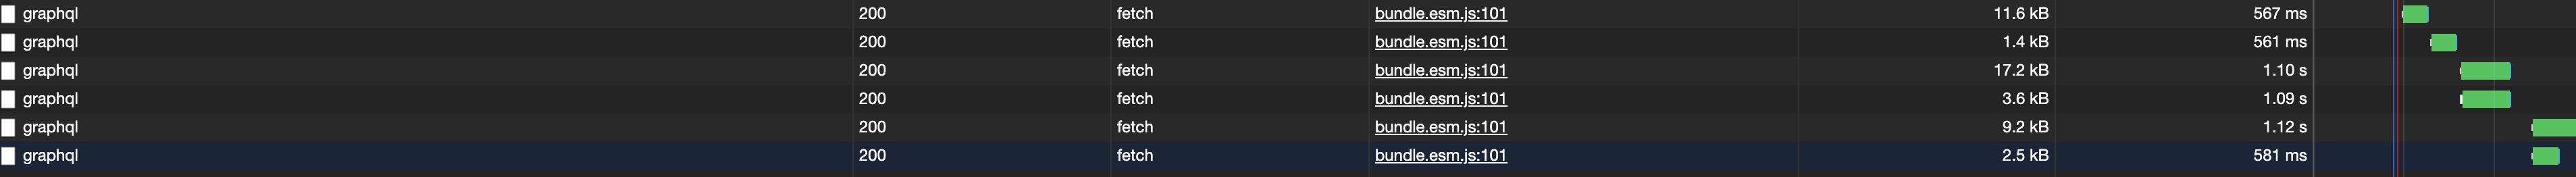 graphql 200 fetch bundle.esm.js:101 11.6 kB 567 ms
graphql 200 fetch bundle.esm.js:101 1.4 kB 561 ms
graphql 200 fetch bundle.esm.js:101 17.2 kB 1.10 s
graphql 200 fetch bundle.esm.js:101 3.6 kB 1.09 s
graphql 200 fetch bundle.esm.js:101 9.2 kB 1.12 s
graphql 200 fetch bundle.esm.js:101 2.5 kB 581 ms